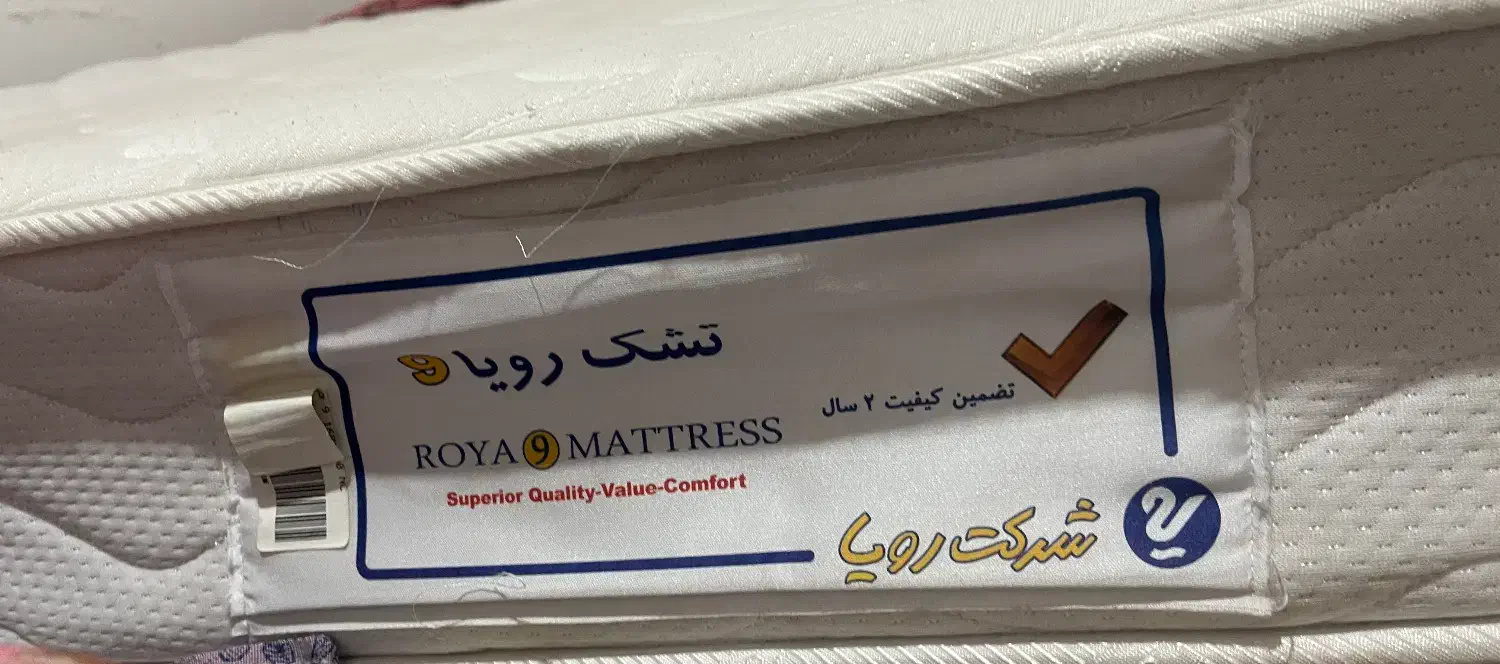 تشک رویا 9
تضمین کیفیت ۲ سال
ROYA 9 MATTRESS
Superior Quality-Value-Comfort
شرکت رویا